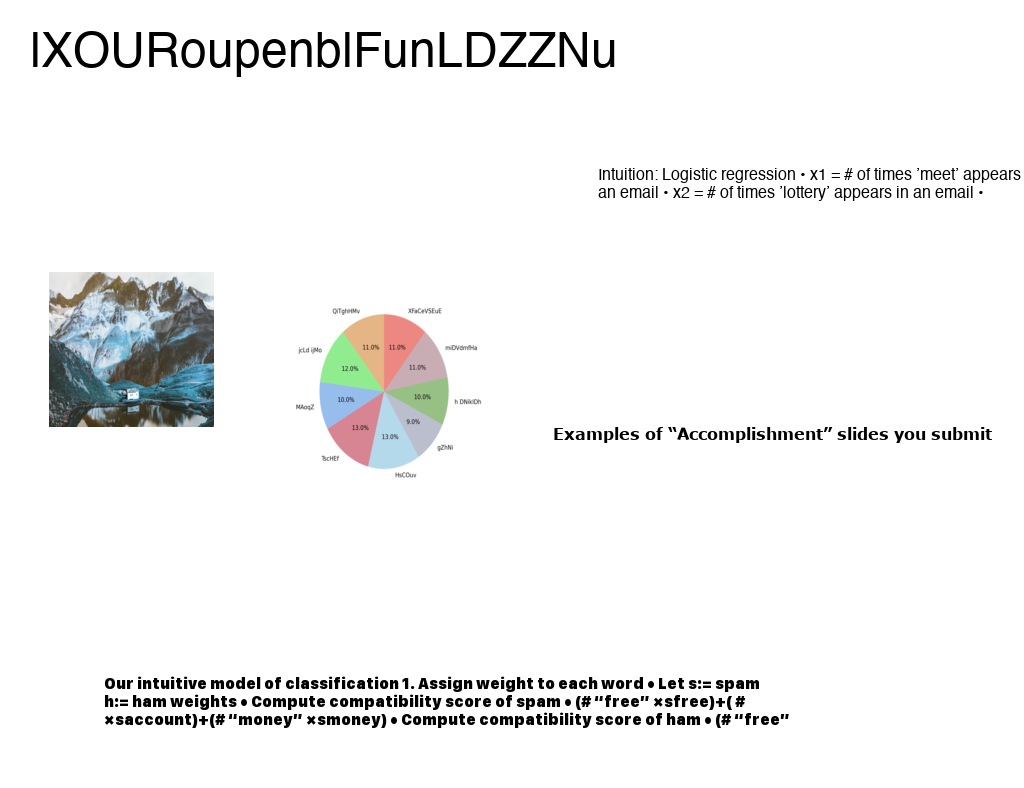 lXOURoupenblFunLDZZNu
Intuition: Logistic regression • x1 = # of times ’meet’ appears
an email • x2 = # of times ’lottery’ appears in an email •
QiTghHMv
XFaCeVSEuE
jcLd ijMo
miDVdmfHa
11.0%
11.0%
12.0%
11.0%
MAoqZ
10.0%
10.0%
h DNikIDh
13.0%
13.0%
9.0%
TscHEf
gZhNi
HsCOuv
Examples of “Accomplishment” slides you submit
Our intuitive model of classification 1. Assign weight to each word • Let s:= spam
h:= ham weights • Compute compatibility score of spam • (# “free” ×sfree)+( #
×saccount)+(# “money” ×smoney) • Compute compatibility score of ham • (# “free”